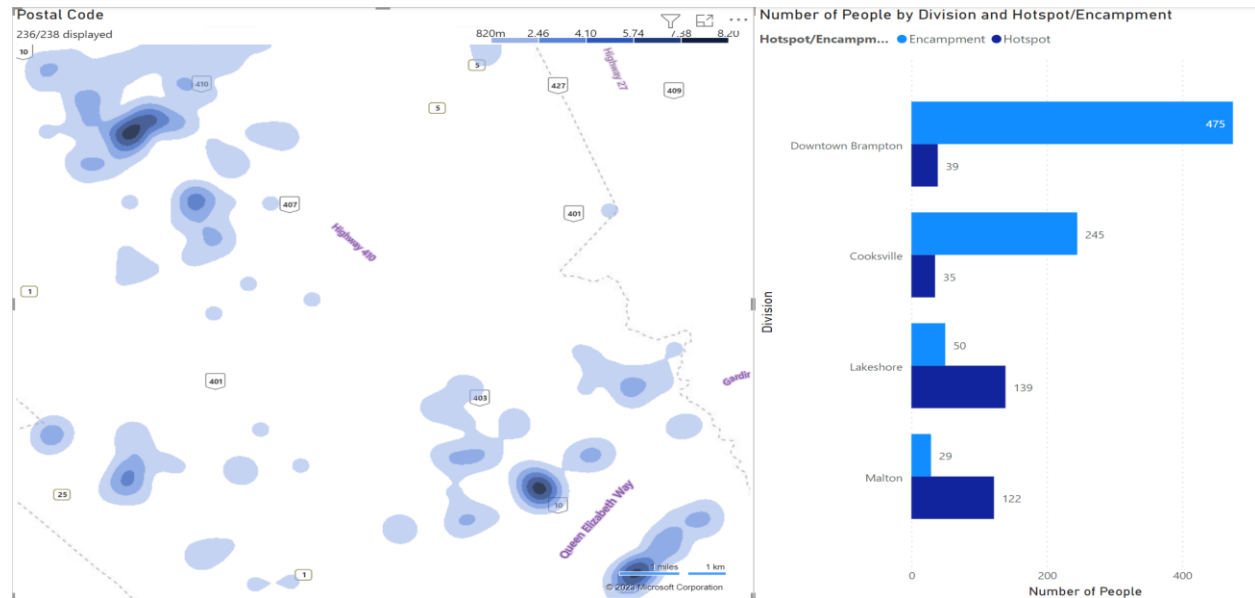 Postal Code
236/238 displayed
820m 2.46 4.10 5.74 7.38 8.20
10
410
5
5
Highway 27
427
409
407
401
Highway 410
1
401
403
25
10
Queen Elizabeth Way
1
1 miles 1 km
© 2023 Microsoft Corporation
Number of People by Division and Hotspot/Encampment
Hotspot/Encampm... Encampment Hotspot
Division
Downtown Brampton
475
39
Cooksville
245
35
Lakeshore
50
139
Malton
29
122
0 200 400
Number of People